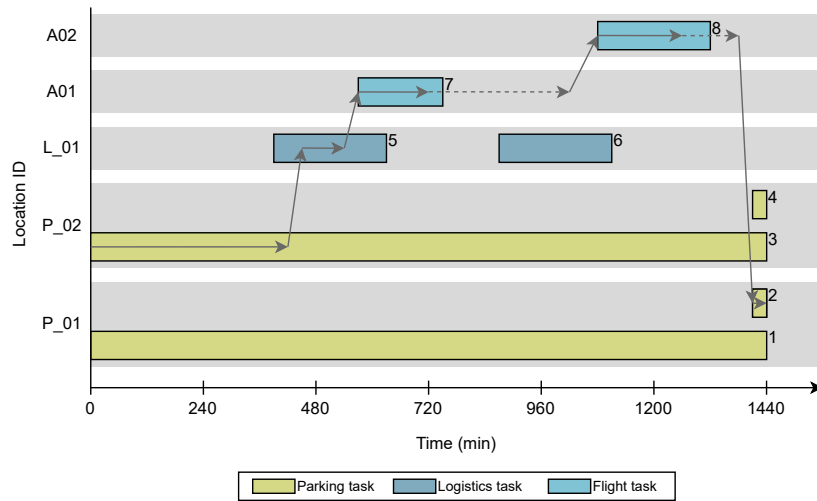 A02
8
A01
7
L_01
5
6
P_02
4
3
P_01
2
1
Location ID
0 240 480 720 960 1200 1440
Time (min)
Parking task Logistics task Flight task